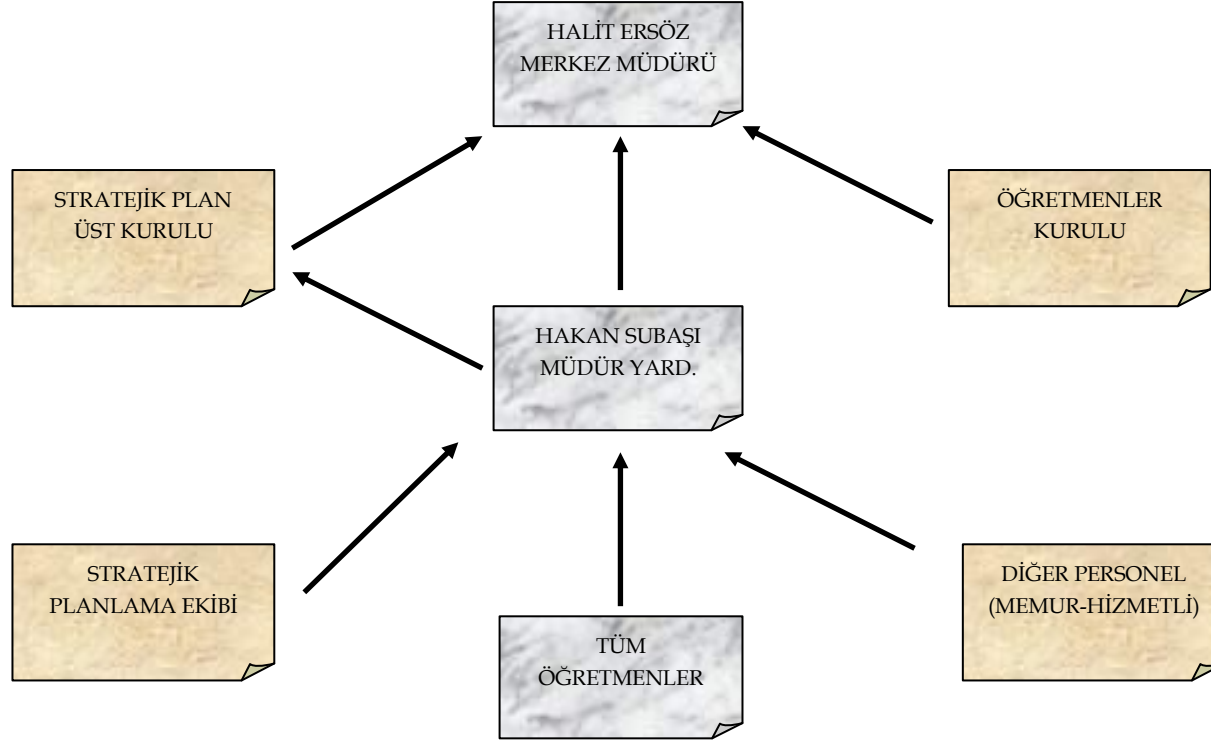 HALİT ERSÖZ
MERKEZ MÜDÜRÜ
STRATEJİK PLAN
ÜST KURULU
ÖĞRETMENLER
KURULU
HAKAN SUBAŞI
MÜDÜR YARD.
STRATEJİK
PLANLAMA EKİBİ
TÜM
ÖĞRETMENLER
DİĞER PERSONEL
(MEMUR-HİZMETLİ)